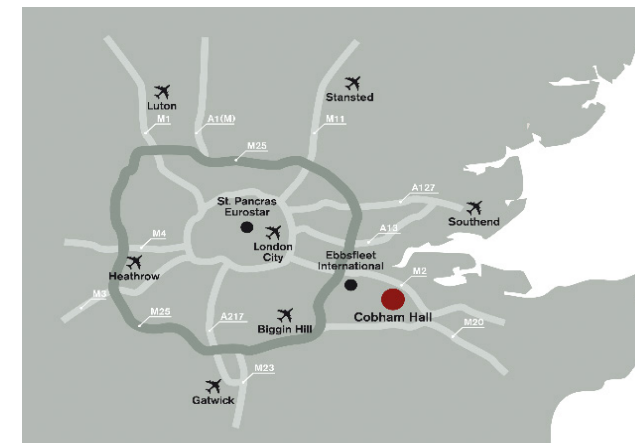 Luton
Stansted
M1
A1(M)
M11
M25
A127
St. Pancras
Eurostar
Southend
A13
M4
London
City
Ebbsfleet
International
Heathrow
M2
M3
M25
A217
Biggin Hill
Cobham Hall
M20
M23
Gatwick